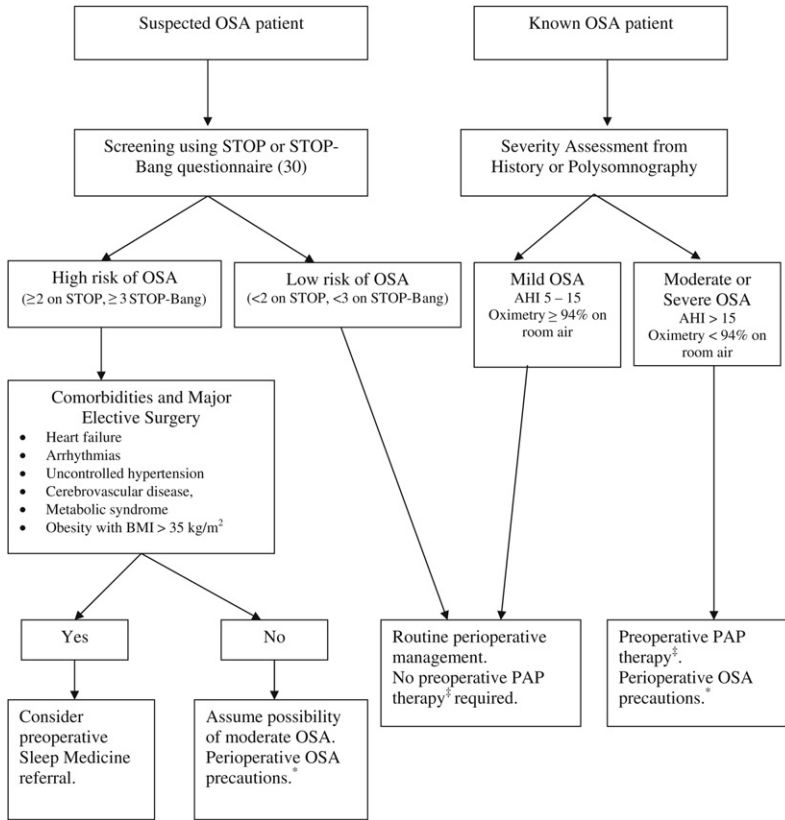 Suspected OSA patient
Known OSA patient
Screening using STOP or STOP-
Bang questionnaire (30)
Severity Assessment from
History or Polysomnography
High risk of OSA
(≥2 on STOP, ≥ 3 STOP-Bang)
Low risk of OSA
(<2 on STOP, <3 on STOP-Bang)
Mild OSA
AHI 5 – 15
Oximetry ≥ 94% on
room air
Moderate or
Severe OSA
AHI > 15
Oximetry < 94% on
room air
Comorbidities and Major
Elective Surgery
• Heart failure
• Arrhythmias
• Uncontrolled hypertension
• Cerebrovascular disease,
• Metabolic syndrome
• Obesity with BMI > 35 kg/m²
Yes
No
Consider
preoperative
Sleep Medicine
referral.
Assume possibility
of moderate OSA.
Perioperative OSA
precautions.*
Routine perioperative
management.
No preoperative PAP
therapy‡ required.
Preoperative PAP
therapy‡.
Perioperative OSA
precautions.*